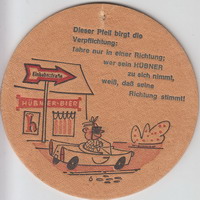 Dieser Pfeil birgt die
Verpflichtung:
fahre nur in einer Richtung;
wer sein HÜBNER
zu sich nimmt,
weiß, daß seine
Richtung stimmt!
Einbahnstraße
HÜBNER-BIER
h